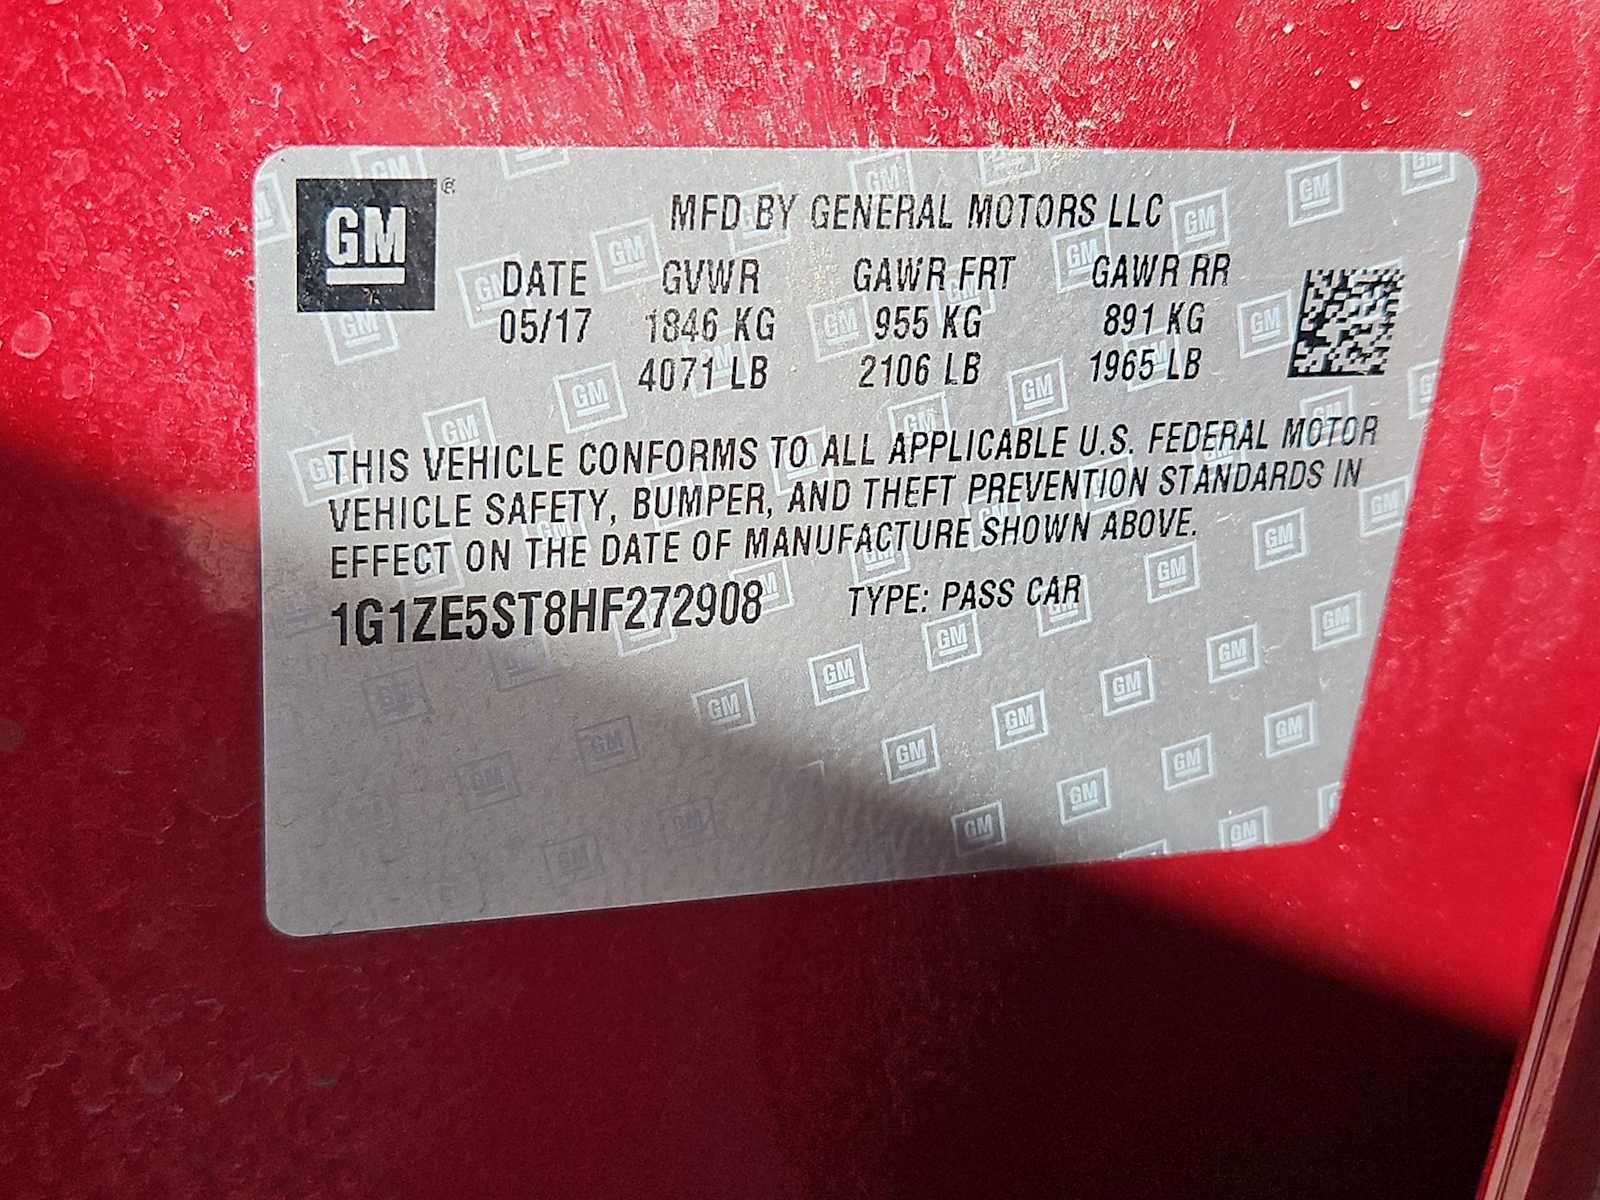 GM®
MFD BY GENERAL MOTORS LLC
DATE GVWR GAWR FRT GAWR RR
05/17 1846 KG 955 KG 891 KG
4071 LB 2106 LB 1965 LB
THIS VEHICLE CONFORMS TO ALL APPLICABLE U.S. FEDERAL MOTOR
VEHICLE SAFETY, BUMPER, AND THEFT PREVENTION STANDARDS IN
EFFECT ON THE DATE OF MANUFACTURE SHOWN ABOVE.
1G1ZE5ST8HF272908 TYPE: PASS CAR